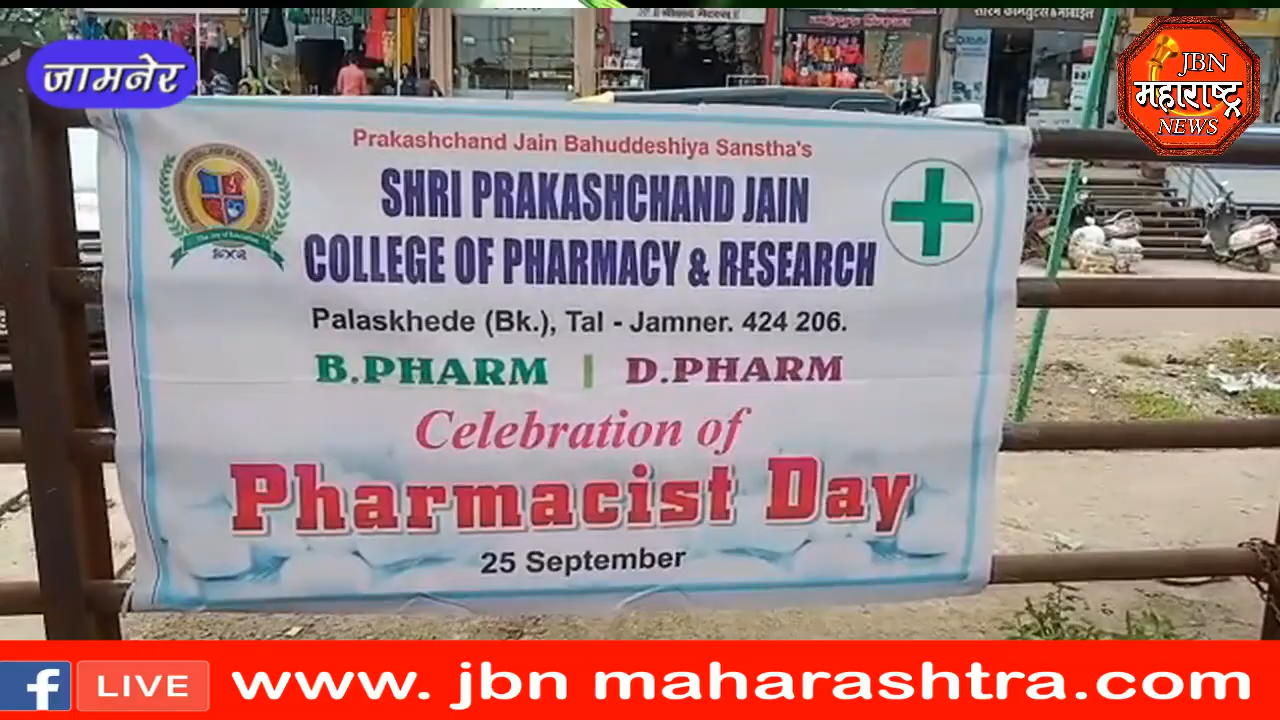 जामनेर
JBN
महाराष्ट्र
NEWS
Prakashchand Jain Bahuddeshiya Sanstha's
SHRI PRAKASHCHAND JAIN
COLLEGE OF PHARMACY & RESEARCH
Palaskhede (Bk.), Tal - Jamner. 424 206.
B.PHARM | D.PHARM
Celebration of
Pharmacist Day
25 September
f LIVE www. jbn maharashtra.com